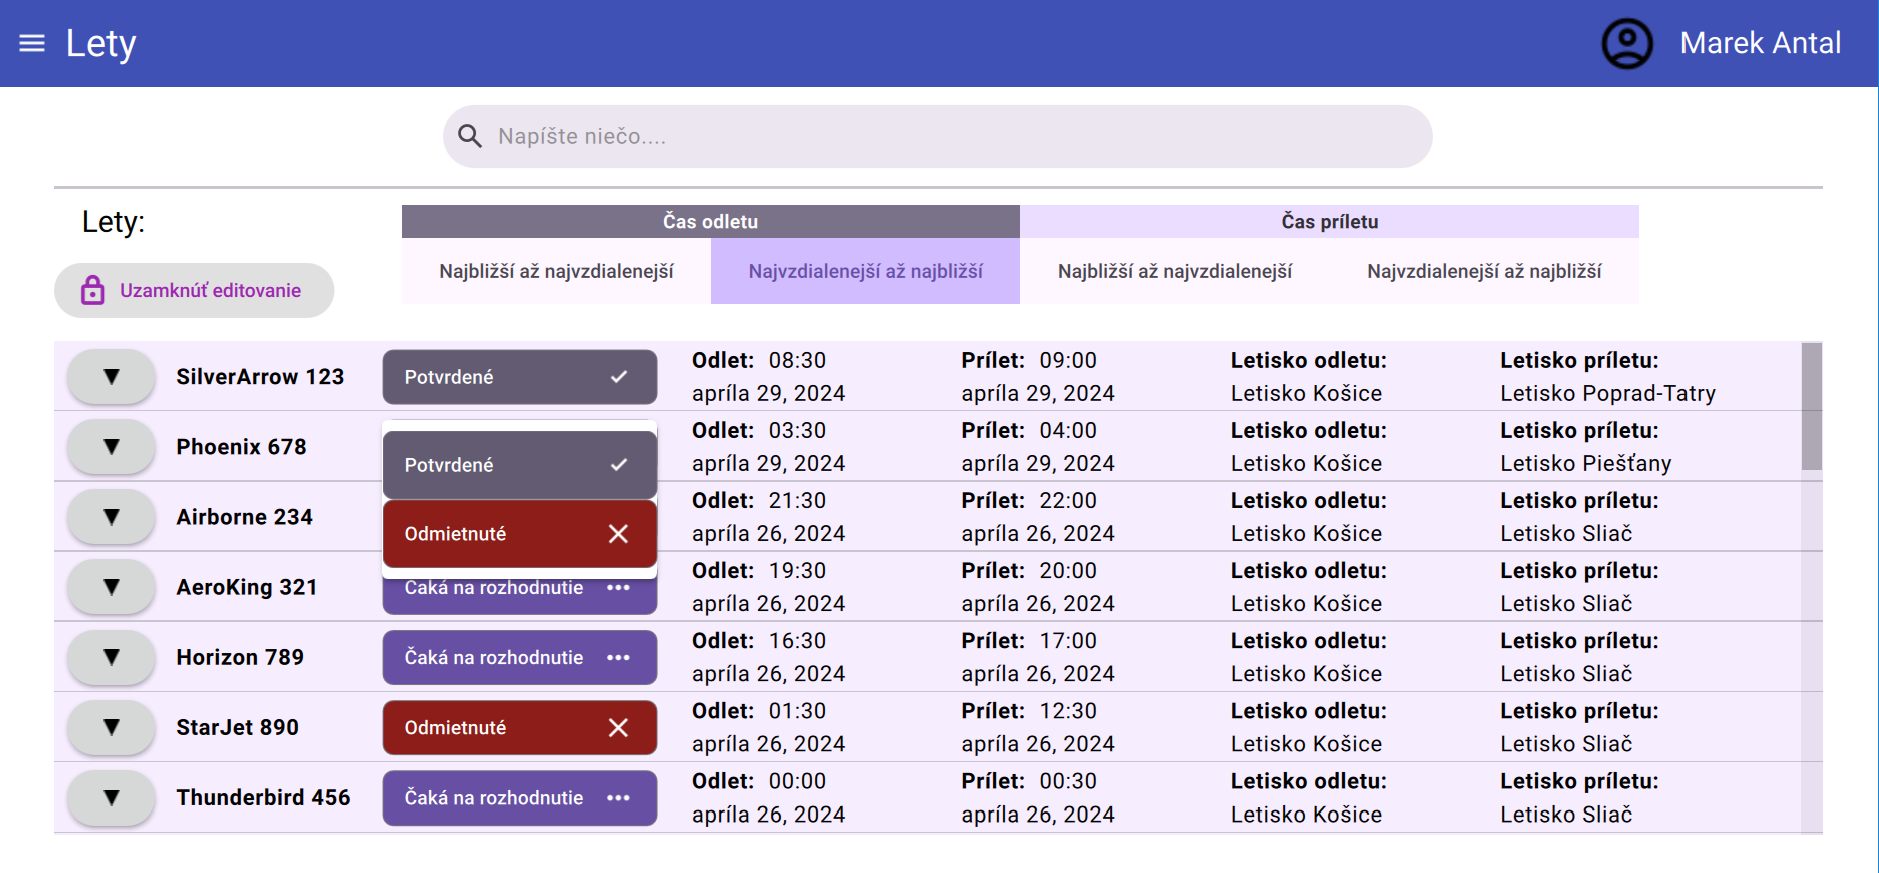 Lety
Marek Antal
Napíšte niečo....
Lety:
Čas odletu
Čas príletu
Najbližší až najvzdialenejší
Najvzdialenejší až najbližší
Najbližší až najvzdialenejší
Najvzdialenejší až najbližší
Uzamknúť editovanie
SilverArrow 123
Potvrdené
Odlet: 08:30
apríla 29, 2024
Prílet: 09:00
apríla 29, 2024
Letisko odletu:
Letisko Košice
Letisko príletu:
Letisko Poprad-Tatry
Phoenix 678
Potvrdené
Odlet: 03:30
apríla 29, 2024
Prílet: 04:00
apríla 29, 2024
Letisko odletu:
Letisko Košice
Letisko príletu:
Letisko Piešťany
Airborne 234
Odmietnuté
Odlet: 21:30
apríla 26, 2024
Prílet: 22:00
apríla 26, 2024
Letisko odletu:
Letisko Košice
Letisko príletu:
Letisko Sliač
AeroKing 321
Čaká na rozhodnutie
Odlet: 19:30
apríla 26, 2024
Prílet: 20:00
apríla 26, 2024
Letisko odletu:
Letisko Košice
Letisko príletu:
Letisko Sliač
Horizon 789
Čaká na rozhodnutie
Odlet: 16:30
apríla 26, 2024
Prílet: 17:00
apríla 26, 2024
Letisko odletu:
Letisko Košice
Letisko príletu:
Letisko Sliač
StarJet 890
Odmietnuté
Odlet: 01:30
apríla 26, 2024
Prílet: 12:30
apríla 26, 2024
Letisko odletu:
Letisko Košice
Letisko príletu:
Letisko Sliač
Thunderbird 456
Čaká na rozhodnutie
Odlet: 00:00
apríla 26, 2024
Prílet: 00:30
apríla 26, 2024
Letisko odletu:
Letisko Košice
Letisko príletu:
Letisko Sliač